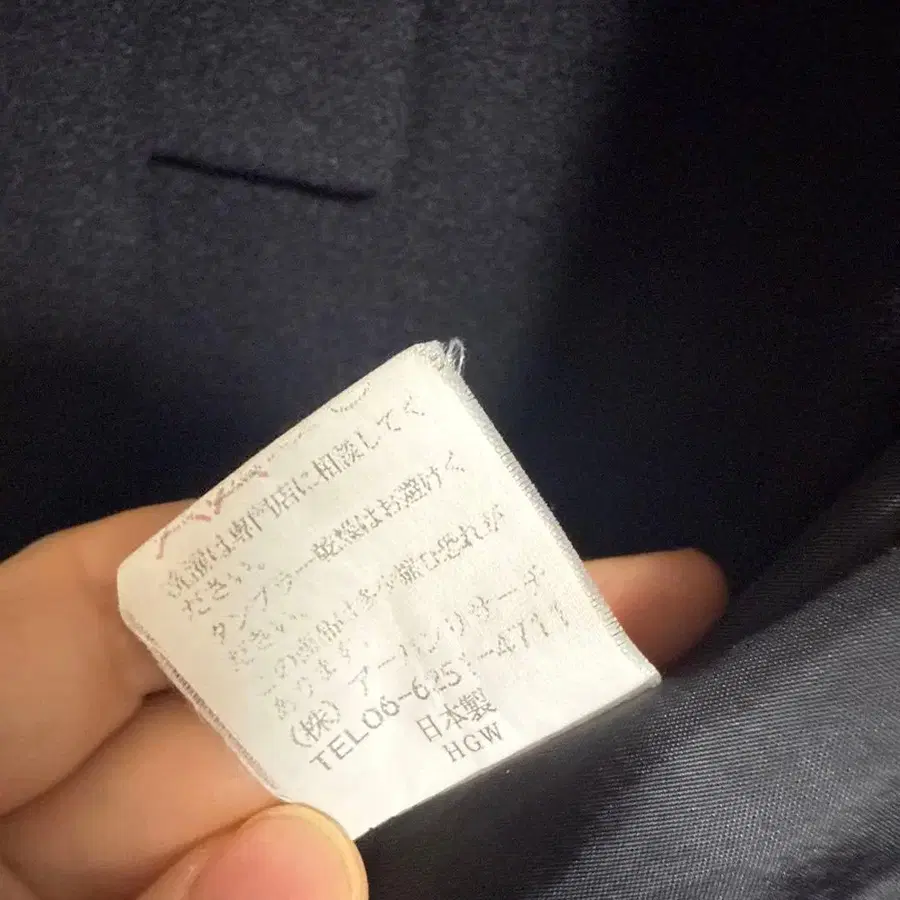 洗濯は専門店に相談してく
ださい。
タンブラー乾燥はお避けく
ださい。
この商品は多少縮む恐れが
あります。
(株)アーバンリサーチ
TEL06-6251-4711
日本製
HGW